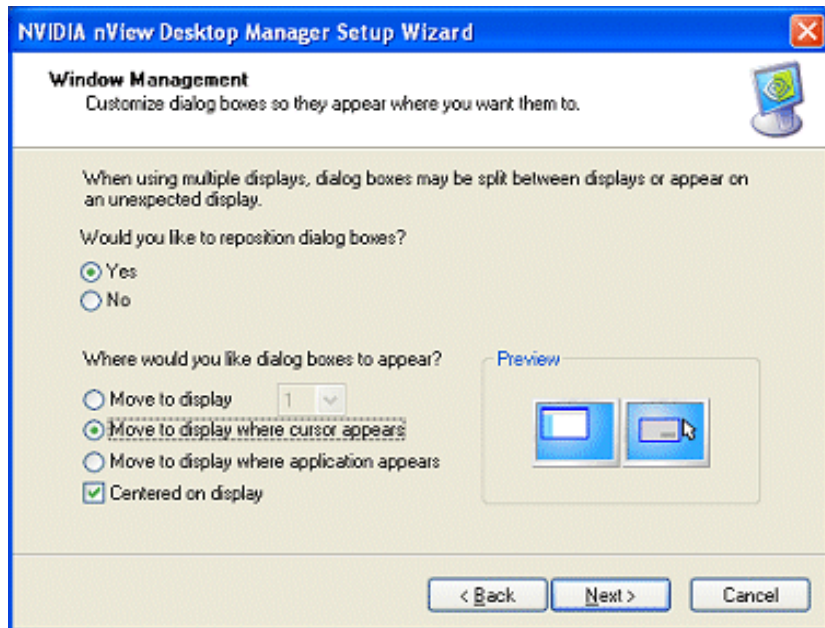 NVIDIA nView Desktop Manager Setup Wizard
Window Management
Customize dialog boxes so they appear where you want them to.
When using multiple displays, dialog boxes may be split between displays or appear on
an unexpected display.
Would you like to reposition dialog boxes?
Yes
No
Where would you like dialog boxes to appear?
Move to display 1
Move to display where cursor appears
Move to display where application appears
Centered on display
Preview
< Back Next > Cancel